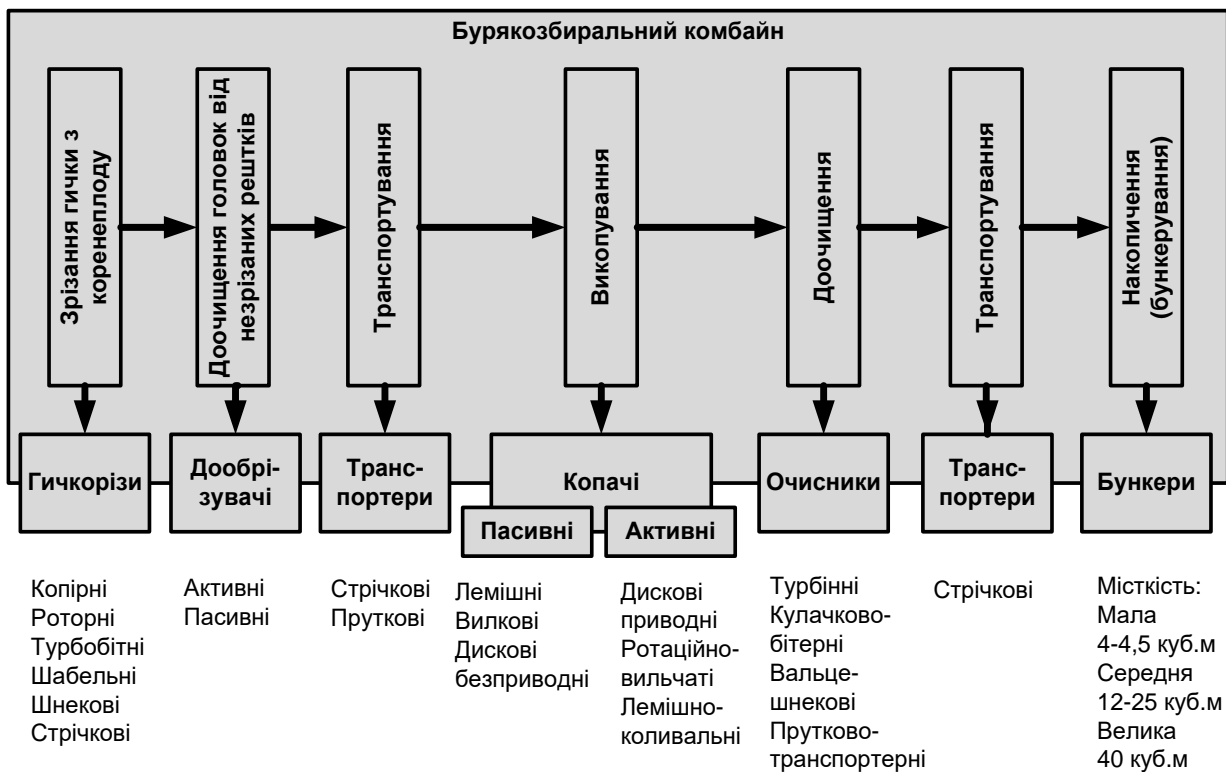 Бурякозбиральний комбайн
Зрізання гички з
коренеплоду
Доочищення головок від
незрізаних рештків
Транспортування
Викопування
Доочищення
Транспортування
Накопичення
(бункерування)
Гичкорізи
Дообрі-
зувачі
Транс-
портери
Копачі
Пасивні
Активні
Очисники
Транс-
портери
Бункери
Копірні
Роторні
Турбобітні
Шабельні
Шнекові
Стрічкові
Активні
Пасивні
Стрічкові
Пруткові
Лемішні
Вилкові
Дискові
безприводні
Дискові
приводні
Ротаційно-
вильчаті
Лемішно-
коливальні
Турбінні
Кулачково-
бітерні
Вальце-
шнекові
Прутково-
транспортерні
Стрічкові
Місткість:
Мала
4-4,5 куб.м
Середня
12-25 куб.м
Велика
40 куб.м